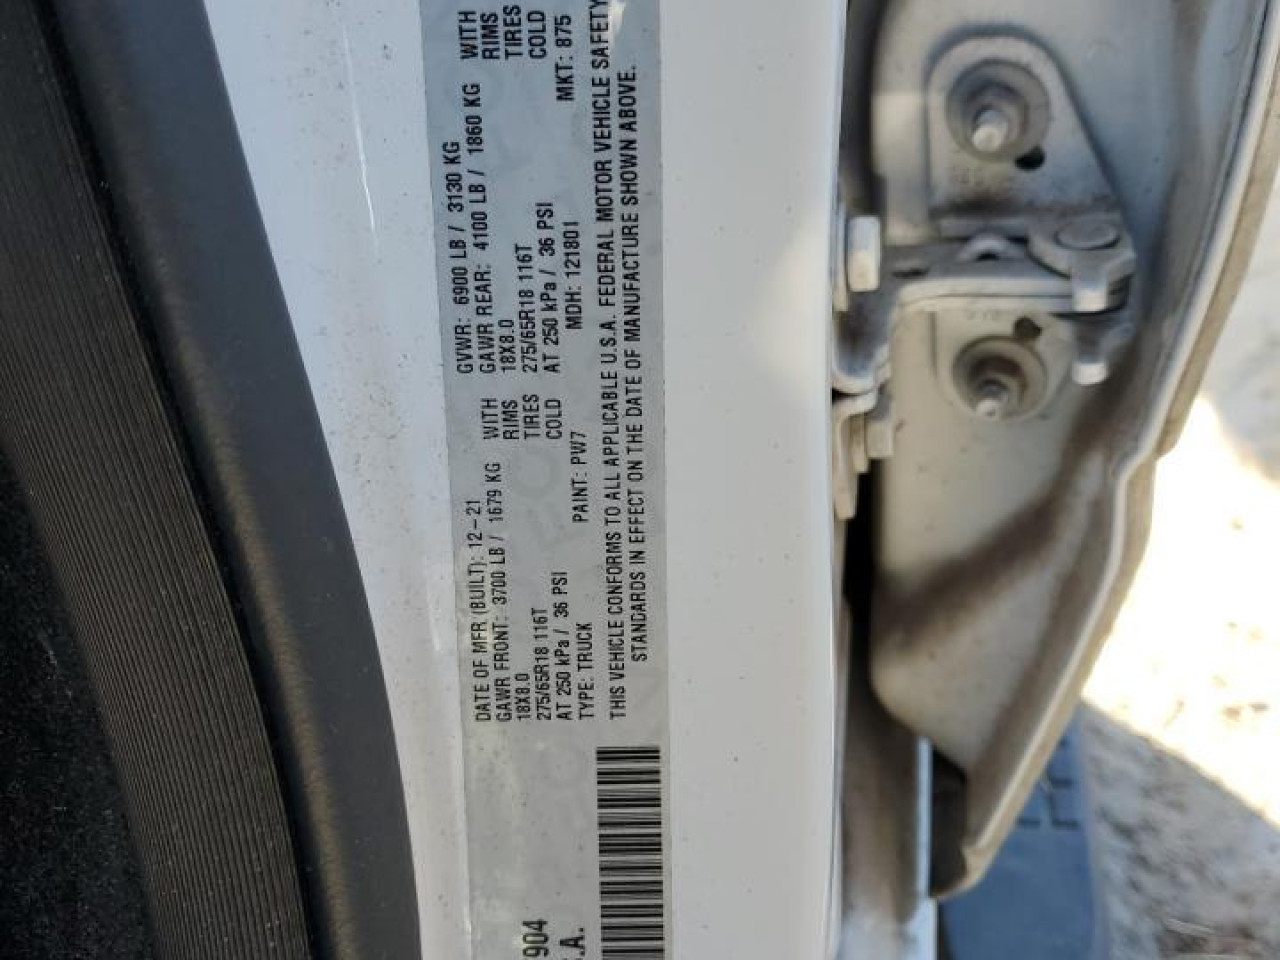 DATE OF MFR (BUILT): 12-21 GVWR: 6900 LB / 3130 KG WITH
GAWR FRONT: 3700 LB / 1679 KG WITH GAWR REAR: 4100 LB / 1860 KG RIMS
18X8.0 RIMS 18X8.0 TIRES
275/65R18 116T TIRES 275/65R18 116T COLD
AT 250 kPa / 36 PSI COLD AT 250 kPa / 36 PSI
TYPE: TRUCK PAINT: PW7 MDH: 121801 MKT: 875
THIS VEHICLE CONFORMS TO ALL APPLICABLE U.S.A. FEDERAL MOTOR VEHICLE SAFETY
STANDARDS IN EFFECT ON THE DATE OF MANUFACTURE SHOWN ABOVE.
904
.A.